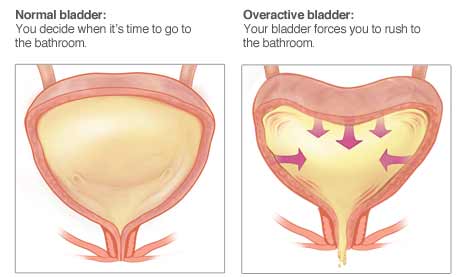 Normal bladder:
You decide when it's time to go to
the bathroom.
Overactive bladder:
Your bladder forces you to rush to
the bathroom.